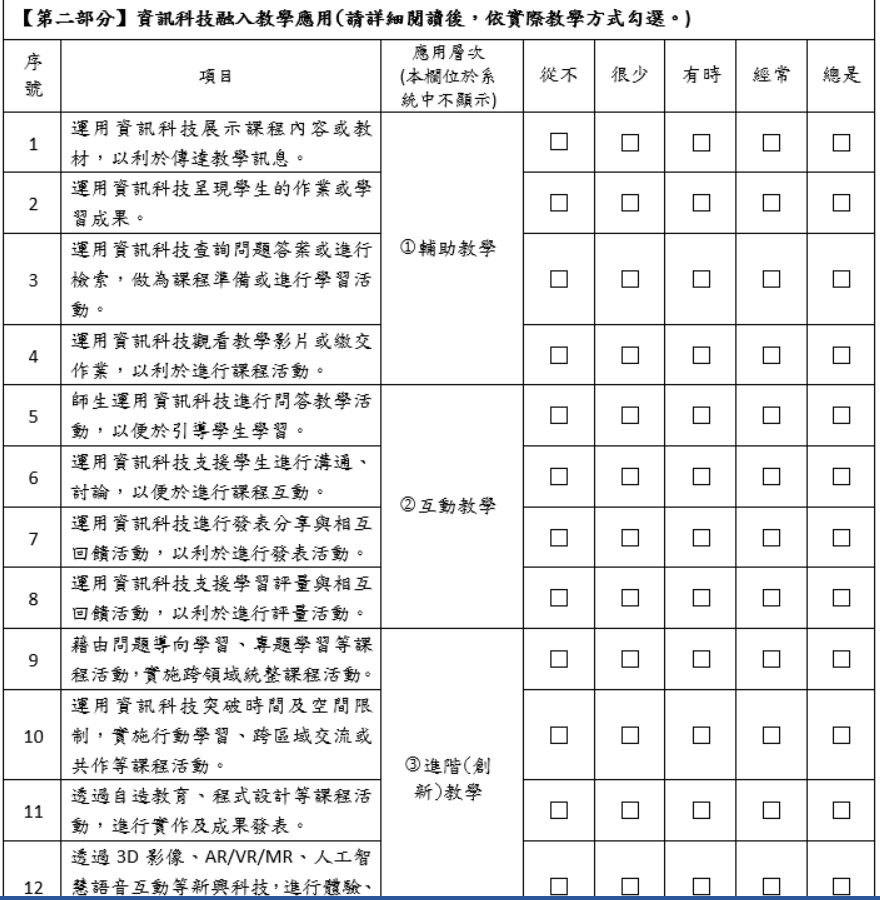 【第二部分】資訊科技融入教學應用(請詳細閱讀後，依實際教學方式勾選。)
序號 項目 應用層次 從不 很少 有時 經常 總是
(本欄位於系
統中不顯示)
1 運用資訊科技展示課程內容或教
材，以利於傳達教學訊息。
2 運用資訊科技呈現學生的作業或學
習成果。
①輔助教學
3 運用資訊科技查詢問題答案或進行
檢索，做為課程準備或進行學習活
動。
4 運用資訊科技觀看教學影片或繳交
作業，以利於進行課程活動。
5 師生運用資訊科技進行問答教學活
動，以便於引導學生學習。
6 運用資訊科技支援學生進行溝通、
討論，以便於進行課程互動。
②互動教學
7 運用資訊科技進行發表分享與相互
回饋活動，以利於進行發表活動。
8 運用資訊科技支援學習評量與相互
回饋活動，以利於進行評量活動。
9 藉由問題導向學習、專題學習等課
程活動，實施跨領域統整課程活動。
10 運用資訊科技突破時間及空間限
制，實施行動學習、跨區域交流或
共作等課程活動。
③進階(創
新)教學
11 透過自造教育、程式設計等課程活
動，進行實作及成果發表。
12 透過 3D 影像、AR/VR/MR、人工智
慧語音互動等新興科技，進行體驗、